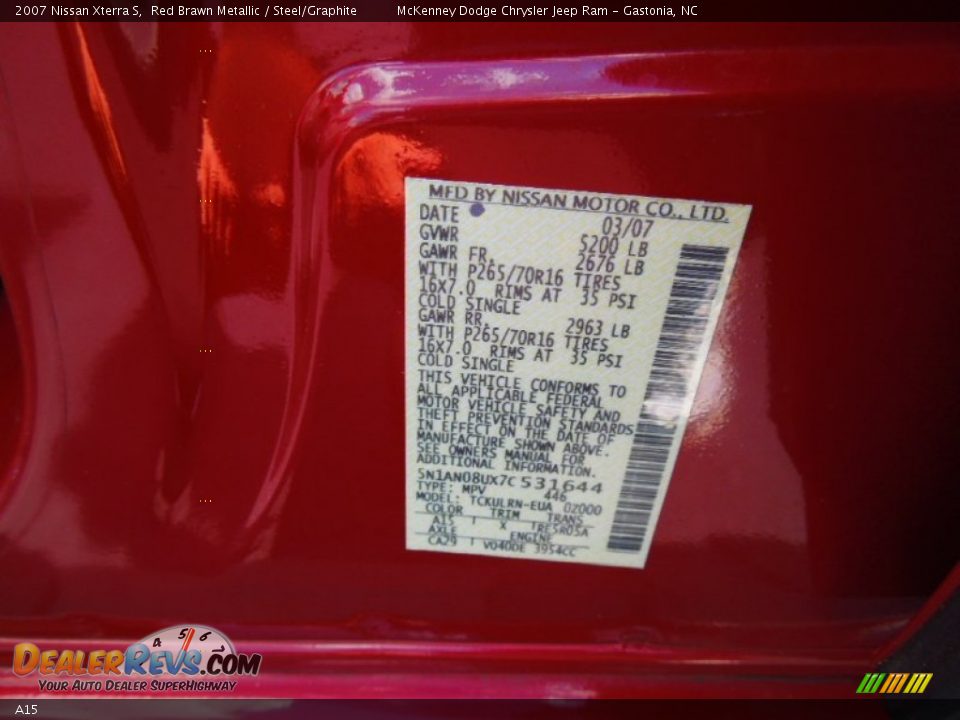 2007 Nissan Xterra S,  Red Brawn Metallic / Steel/Graphite        McKenney Dodge Chrysler Jeep Ram - Gastonia, NC
MFD BY NISSAN MOTOR CO., LTD.
DATE 03/07
GVWR 5200 LB
GAWR FR. 2676 LB
WITH P265/70R16 TIRES
16X7.0 RIMS AT 35 PSI
COLD SINGLE
GAWR RR. 2963 LB
WITH P265/70R16 TIRES
16X7.0 RIMS AT 35 PSI
COLD SINGLE
THIS VEHICLE CONFORMS TO
ALL APPLICABLE FEDERAL
MOTOR VEHICLE SAFETY AND
THEFT PREVENTION STANDARDS
IN EFFECT ON THE DATE OF
MANUFACTURE SHOWN ABOVE.
SEE OWNERS MANUAL FOR
ADDITIONAL INFORMATION.
5N1AN08UX7C531644
TYPE: MPV 446
MODEL: TCKULRN-EUA 0Z000
COLOR TRIM TRANS
A15 X TRE5R05A
AXLE ENGINE
CA29 VQ40DE 3954CC
4 5 6
DEALERREVS.COM
YOUR AUTO DEALER SUPERHIGHWAY
A15